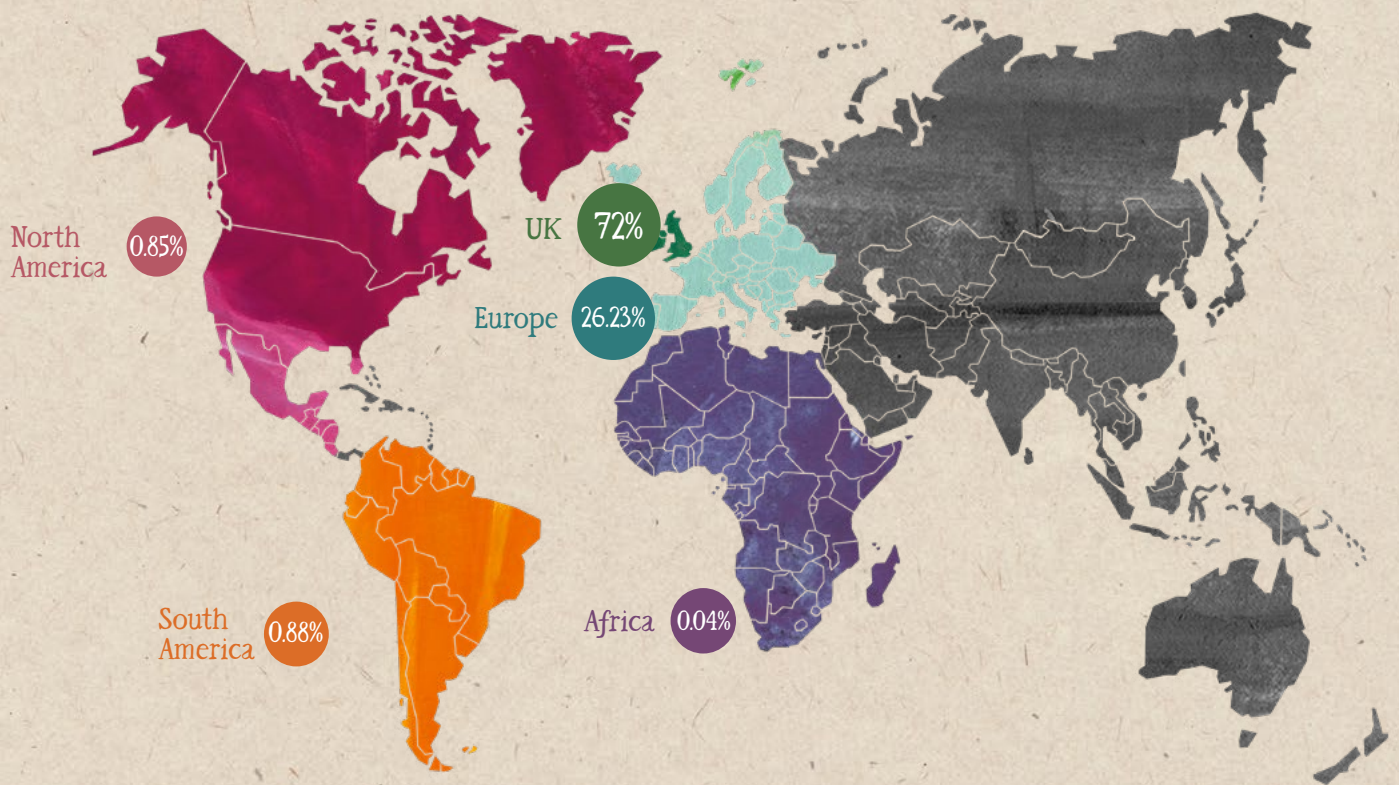 North
America
0.85%
UK
72%
Europe
26.23%
South
America
0.88%
Africa
0.04%